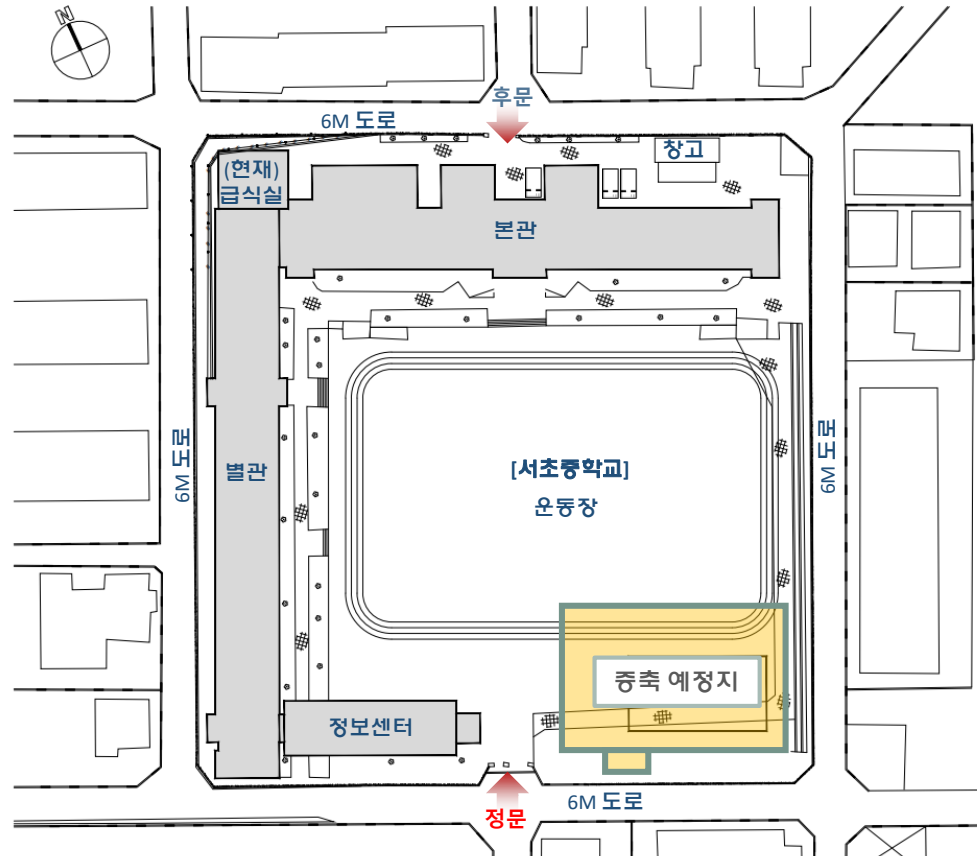 N
후문
6M 도로
창고
(현재)
급식실
본관
6M 도로
별관
[서초중학교]
운동장
6M 도로
증축 예정지
정보센터
정문
6M 도로